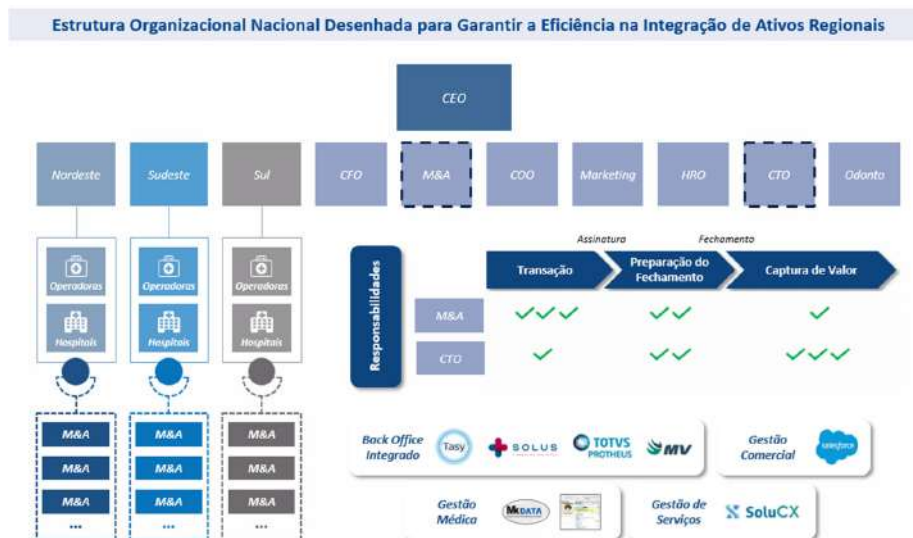 Estrutura Organizacional Nacional Desenhada para Garantir a Eficiência na Integração de Ativos Regionais
CEO
Nordeste
Sudeste
Sul
CFO
M&A
COO
Marketing
HRO
CTO
Odonto
Operadoras
Hospitais
Operadoras
Hospitais
Operadoras
Hospitais
M&A
M&A
M&A
...
M&A
M&A
M&A
...
M&A
M&A
M&A
...
Responsabilidades
Assinatura
Fechamento
Transação
Preparação do
Fechamento
Captura de Valor
M&A
CTO
Back Office
Integrado
Tasy
SOLUS
TOTVS
PROTHEUS
MV
Gestão
Comercial
salesforce
Gestão
Médica
MKDATA
Gestão de
Serviços
SoluCX